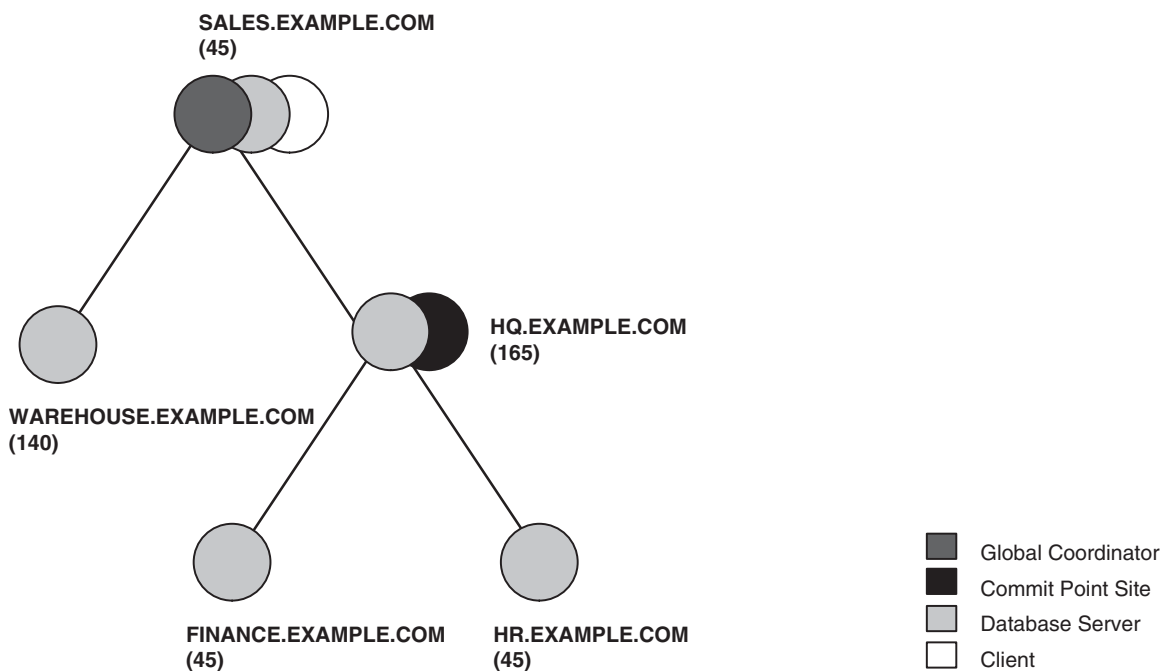 SALES.EXAMPLE.COM
(45)
HQ.EXAMPLE.COM
(165)
WAREHOUSE.EXAMPLE.COM
(140)
FINANCE.EXAMPLE.COM
(45)
HR.EXAMPLE.COM
(45)
Global Coordinator
Commit Point Site
Database Server
Client